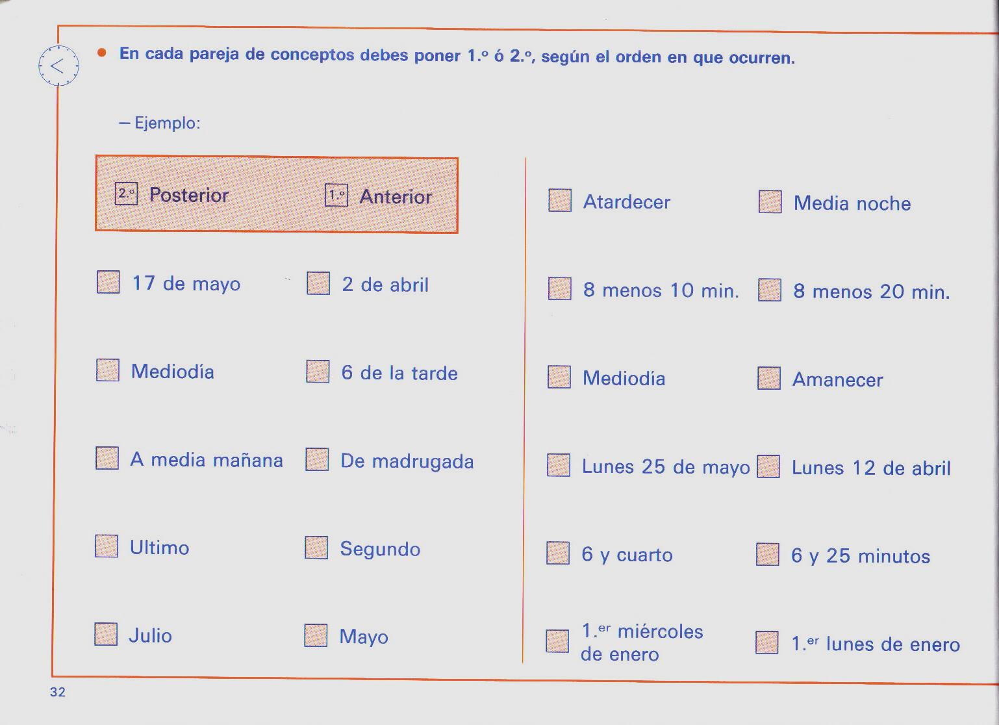 En cada pareja de conceptos debes poner 1.º ó 2.º, según el orden en que ocurren.
— Ejemplo:
2.º Posterior 1.º Anterior
17 de mayo 2 de abril
Mediodía 6 de la tarde
A media mañana De madrugada
Ultimo Segundo
Julio Mayo
Atardecer Media noche
8 menos 10 min. 8 menos 20 min.
Mediodía Amanecer
Lunes 25 de mayo Lunes 12 de abril
6 y cuarto 6 y 25 minutos
1.er miércoles
de enero 1.er lunes de enero
32